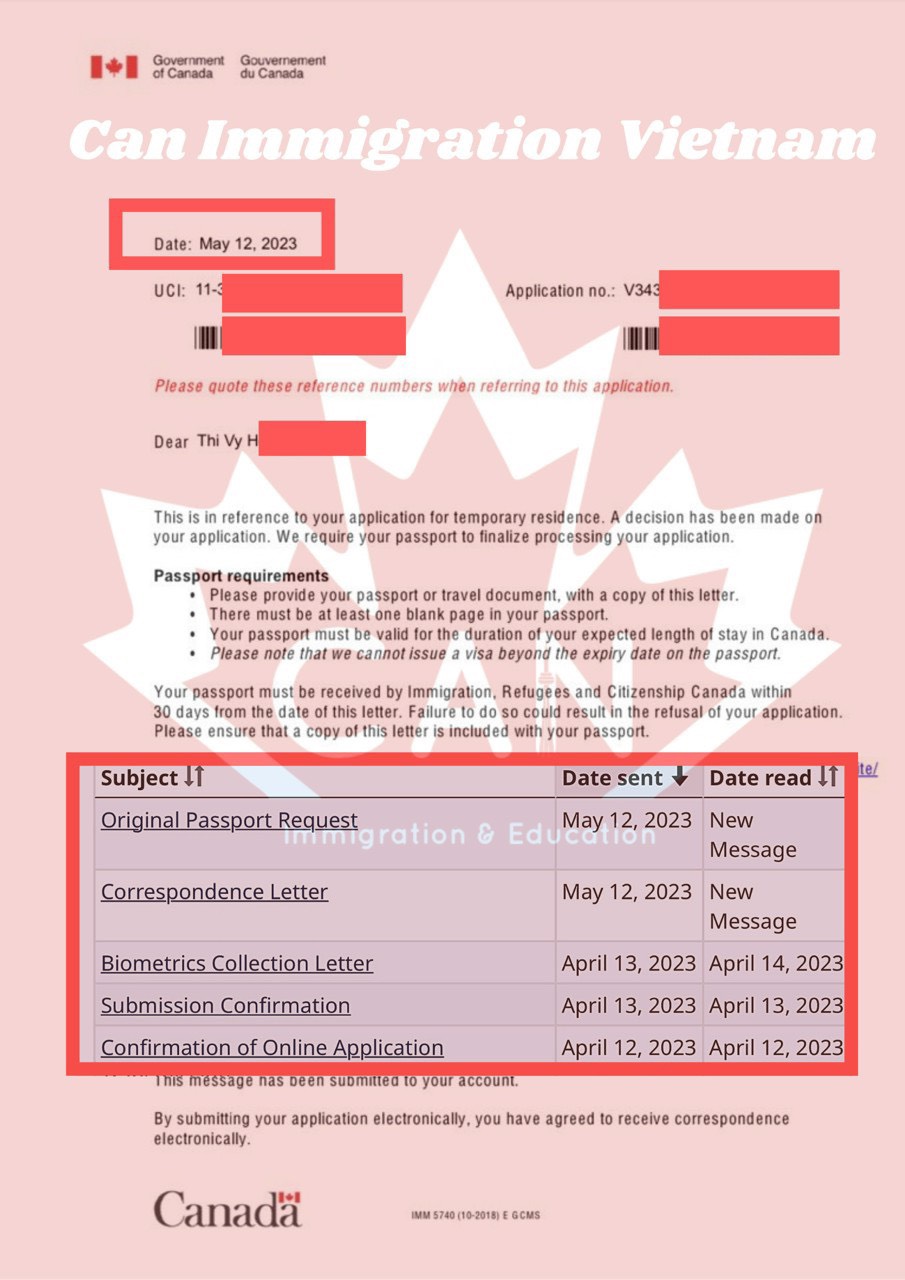 Government Gouvernement
of Canada du Canada
Can Immigration Vietnam
Date: May 12, 2023
UCI: 11-3
Application no.: V343
Please quote these reference numbers when referring to this application.
Dear Thi Vy H
This is in reference to your application for temporary residence. A decision has been made on
your application. We require your passport to finalize processing your application.
Passport requirements
• Please provide your passport or travel document, with a copy of this letter.
• There must be at least one blank page in your passport.
• Your passport must be valid for the duration of your expected length of stay in Canada.
• Please note that we cannot issue a visa beyond the expiry date on the passport.
CAN
Your passport must be received by Immigration, Refugees and Citizenship Canada within
30 days from the date of this letter. Failure to do so could result in the refusal of your application.
Please ensure that a copy of this letter is included with your passport.
ite/
Subject Date sent Date read
Original Passport Request May 12, 2023 New
Message
Immigration & Education
Correspondence Letter May 12, 2023 New
Message
Biometrics Collection Letter April 13, 2023 April 14, 2023
Submission Confirmation April 13, 2023 April 13, 2023
Confirmation of Online Application April 12, 2023 April 12, 2023
This message has been submitted to your account.
By submitting your application electronically, you have agreed to receive correspondence
electronically.
Canada
IMM 5740 (10-2018) E GCMS